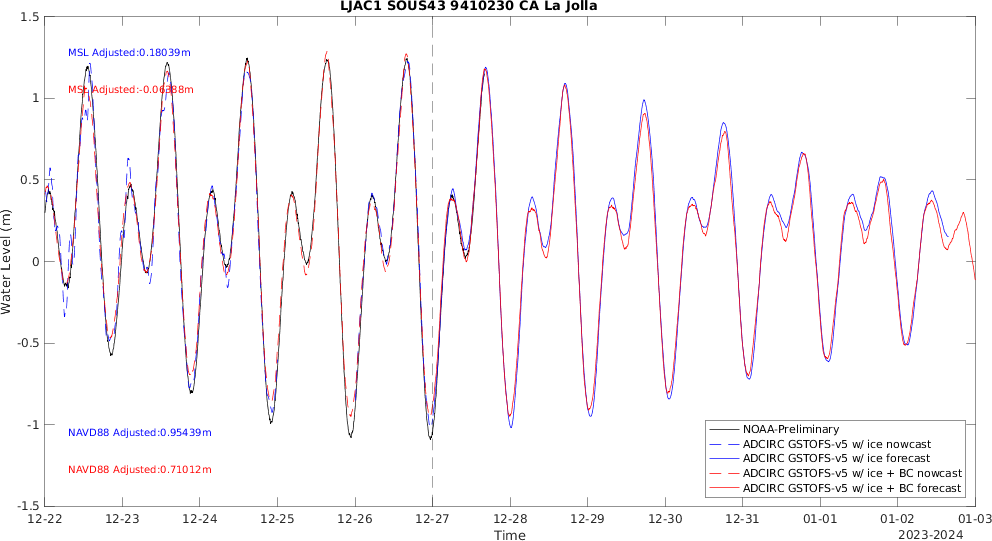 LJAC1 SOUS43 9410230 CA La Jolla
1.5
1
0.5
0
-0.5
-1
-1.5
Water Level (m)
MSL Adjusted:0.18039m
MSL Adjusted:-0.06388m
NAVD88 Adjusted:0.95439m
NAVD88 Adjusted:0.71012m
NOAA-Preliminary
ADCIRC GSTOFS-v5 w/ ice nowcast
ADCIRC GSTOFS-v5 w/ ice forecast
ADCIRC GSTOFS-v5 w/ ice + BC nowcast
ADCIRC GSTOFS-v5 w/ ice + BC forecast
12-22 12-23 12-24 12-25 12-26 12-27 12-28 12-29 12-30 12-31 01-01 01-02 01-03
Time
2023-2024